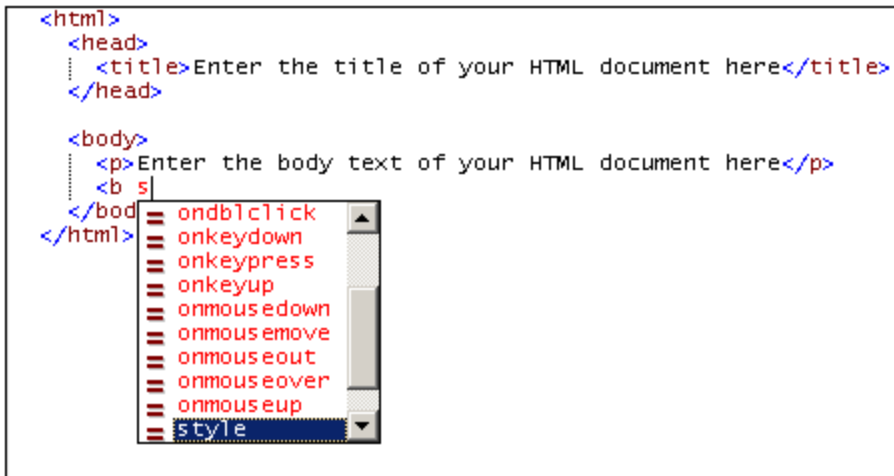 <html>
<head>
<title>Enter the title of your HTML document here</title>
</head>
<body>
<p>Enter the body text of your HTML document here</p>
<b s
</bod
</html>
ondblclick
onkeydown
onkeypress
onkeyup
onmousedown
onmousemove
onmouseout
onmouseover
onmouseup
style